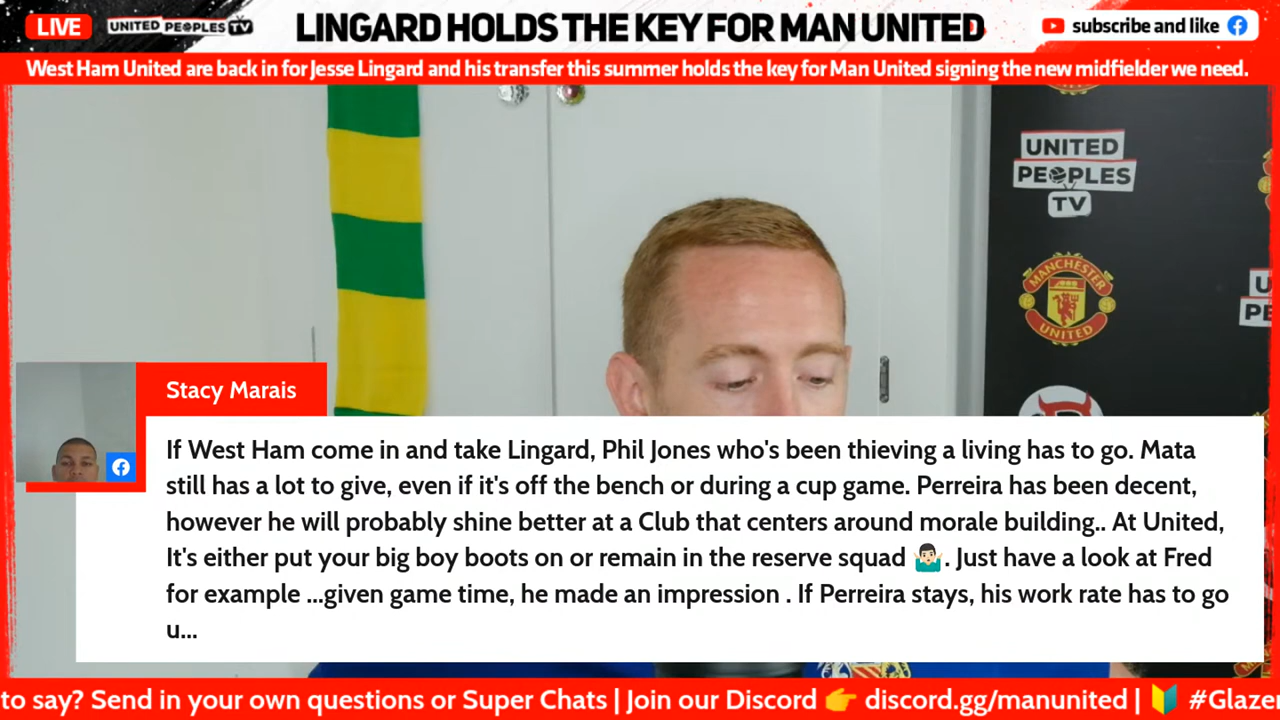 LIVE
UNITED PEOPLES TV
LINGARD HOLDS THE KEY FOR MAN UNITED
subscribe and like
West Ham United are back in for Jesse Lingard and his transfer this summer holds the key for Man United signing the new midfielder we need.
UNITED
PEOPLES
TV
MANCHESTER
UNITED
U
PE
Stacy Marais
If West Ham come in and take Lingard, Phil Jones who's been thieving a living has to go. Mata
still has a lot to give, even if it's off the bench or during a cup game. Perreira has been decent,
however he will probably shine better at a Club that centers around morale building.. At United,
It's either put your big boy boots on or remain in the reserve squad 🤷🏻‍♂️. Just have a look at Fred
for example ...given game time, he made an impression . If Perreira stays, his work rate has to go
u...
to say? Send in your own questions or Super Chats | Join our Discord 👉 discord.gg/manunited | 🔰 #Glaze